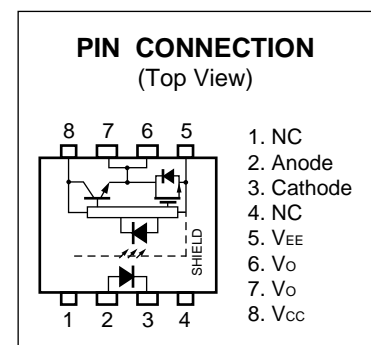 PIN CONNECTION
(Top View)
8 7 6 5
SHIELD
1 2 3 4
1. NC
2. Anode
3. Cathode
4. NC
5. VEE
6. VO
7. VO
8. VCC